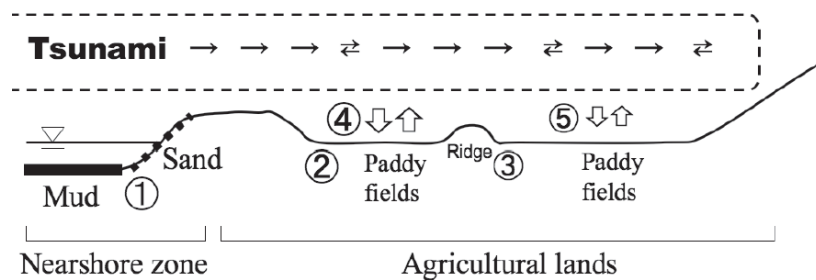 Tsunami
④
⑤
Sand
②
Paddy
fields
Ridge
③
Paddy
fields
Mud
①
Nearshore zone
Agricultural lands